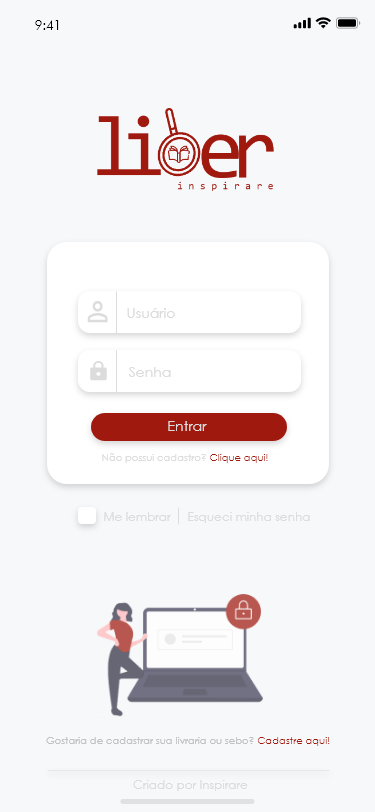 9:41
liber
inspirare
Usuário
Senha
Entrar
Não possui cadastro? Clique aqui!
Me lembrar
Esqueci minha senha
Gostaria de cadastrar sua livraria ou sebo? Cadastre aqui!
Criado por Inspirare